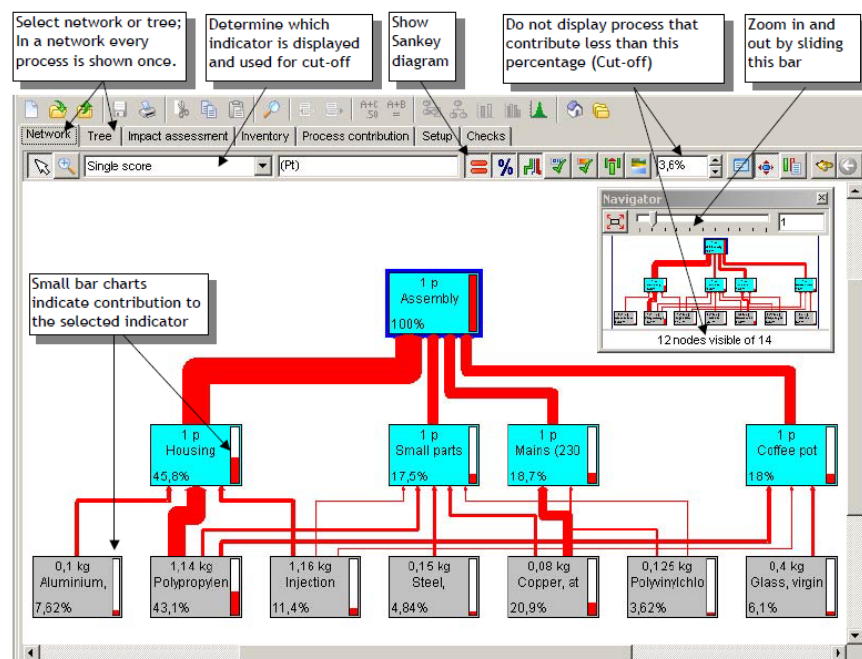 Select network or tree;
In a network every
process is shown once.
Determine which
indicator is displayed
and used for cut-off
Show
Sankey
diagram
Do not display process that
contribute less than this
percentage (Cut-off)
Zoom in and
out by sliding
this bar
A+C
50
A+B
=
Network
Tree
Impact assessment
Inventory
Process contribution
Setup
Checks
Single score
(Pt)
%
3,6%
Navigator
1
12 nodes visible of 14
Small bar charts
indicate contribution to
the selected indicator
1 p
Assembly
100%
1 p
Housing
45,8%
1 p
Small parts
17,5%
1 p
Mains (230
18,7%
1 p
Coffee pot
18%
0,1 kg
Aluminium,
7,62%
1,14 kg
Polypropylen
43,1%
1,16 kg
Injection
11,4%
0,15 kg
Steel,
4,84%
0,08 kg
Copper, at
20,9%
0,125 kg
Polyvinylchlo
3,62%
0,4 kg
Glass, virgin
6,1%